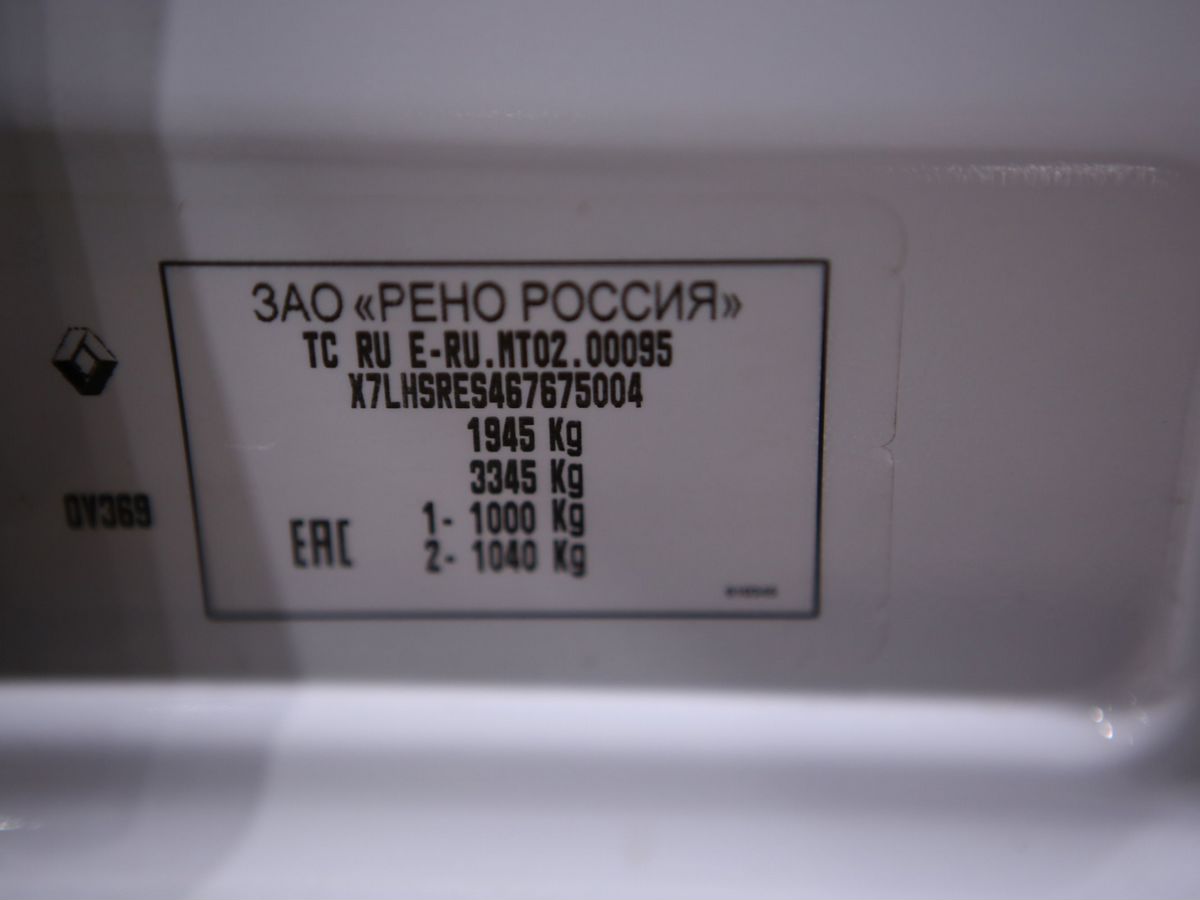 ЗАО «РЕНО РОССИЯ»
TC RU E-RU.MT02.00095
X7LHSRES467675004
1945 Kg
3345 Kg
1- 1000 Kg
2- 1040 Kg
EAC
0V369